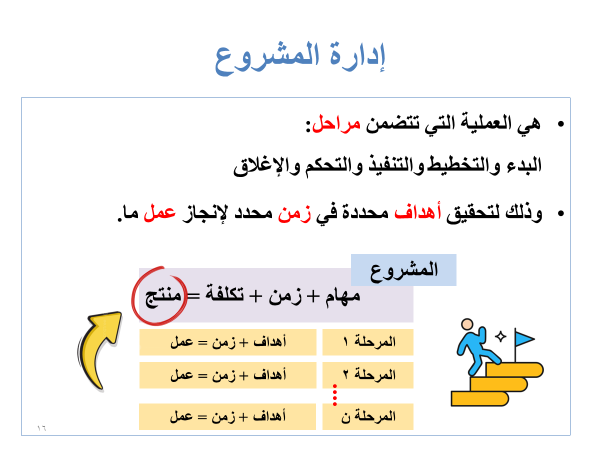 إدارة المشروع
• هي العملية التي تتضمن مراحل:
البدء والتخطيط والتنفيذ والتحكم والإغلاق
• وذلك لتحقيق أهداف محددة في زمن محدد لإنجاز عمل ما.
المشروع
مهام + زمن + تكلفة = منتج
المرحلة ١ أهداف + زمن = عمل
المرحلة ٢ أهداف + زمن = عمل
المرحلة ن أهداف + زمن = عمل
١٦